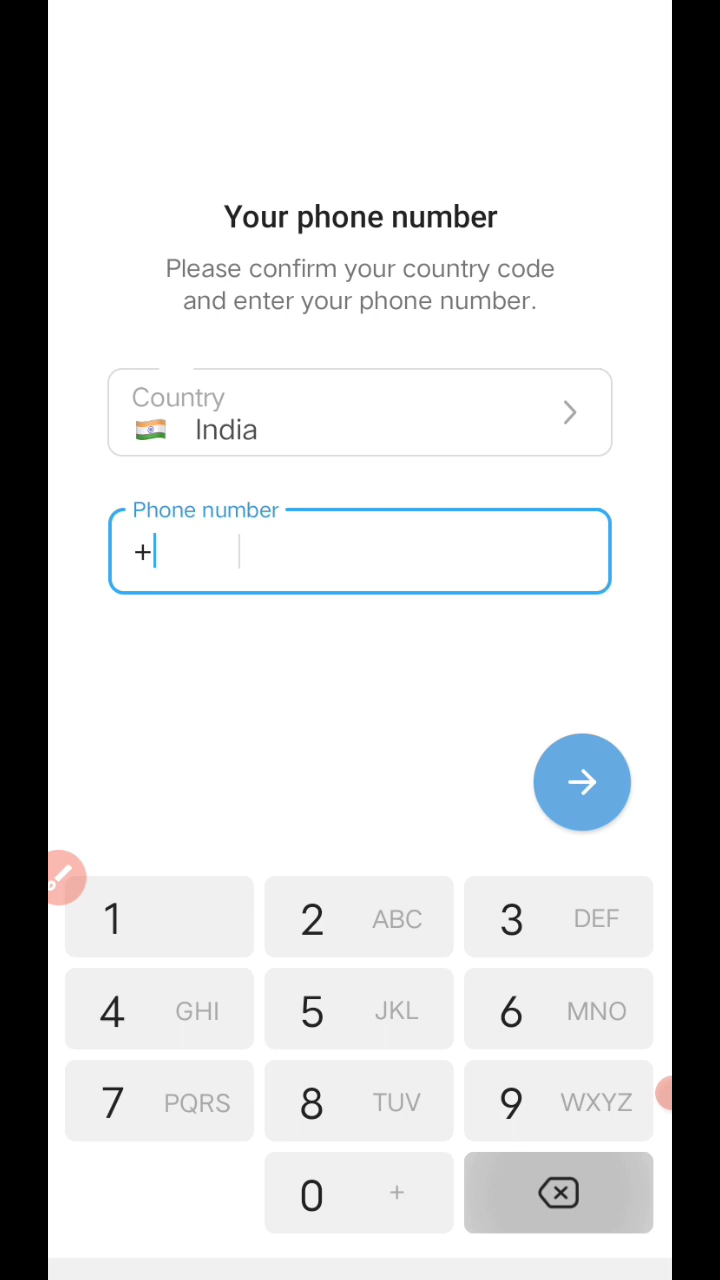 Your phone number
Please confirm your country code
and enter your phone number.
Country
India
Phone number
+
1
2 ABC
3 DEF
4 GHI
5 JKL
6 MNO
7 PQRS
8 TUV
9 WXYZ
0 +